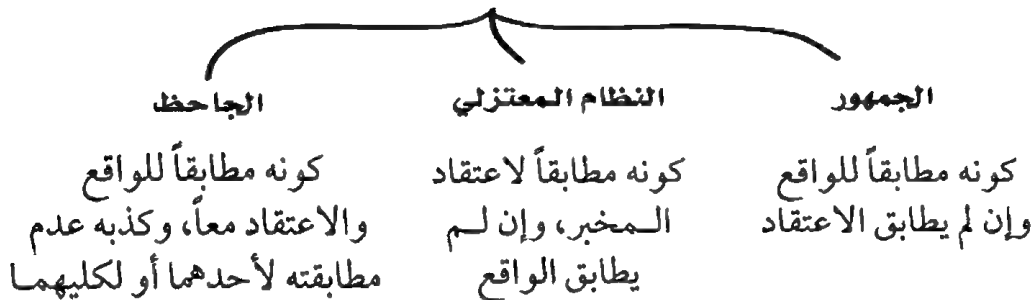 الجمهور
كونه مطابقاً للواقع
وإن لم يطابق الاعتقاد
النظام المعتزلي
كونه مطابقاً لاعتقاد
المخبر، وإن لم
يطابق الواقع
الجاحظ
كونه مطابقاً للواقع
والاعتقاد معاً، وكذبه عدم
مطابقته لأحدهما أو لكليهما